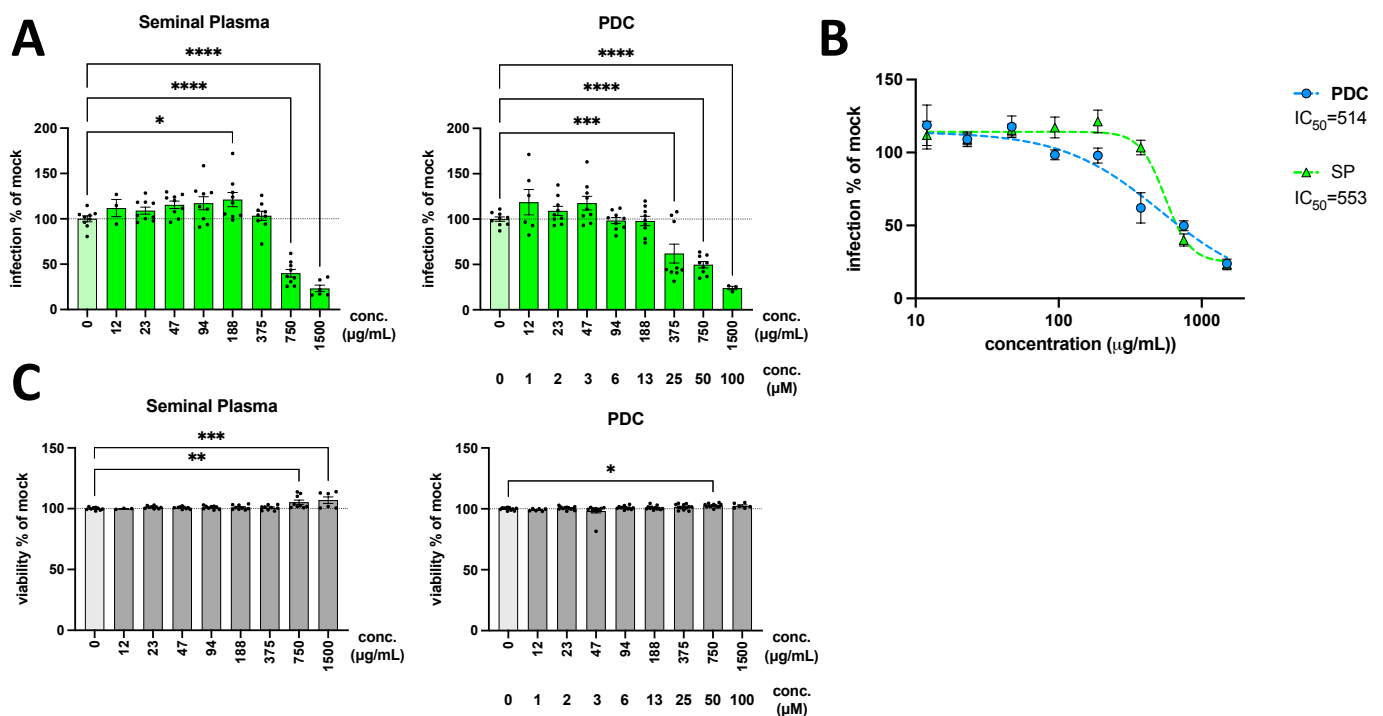 A
Seminal Plasma
****
****
*
infection % of mock
200
150
100
50
0
0 12 23 47 94 188 375 750 1500
conc.
(µg/mL)
PDC
****
****
***
infection % of mock
200
150
100
50
0
0 12 23 47 94 188 375 750 1500
conc.
(µg/mL)
0 1 2 3 6 13 25 50 100
conc.
(µM)
B
infection % of mock
150
100
50
0
10 100 1000
concentration (µg/mL))
PDC
IC50=514
SP
IC50=553
C
Seminal Plasma
***
**
viability % of mock
150
100
50
0
0 12 23 47 94 188 375 750 1500
conc.
(µg/mL)
PDC
*
viability % of mock
150
100
50
0
0 12 23 47 94 188 375 750 1500
conc.
(µg/mL)
0 1 2 3 6 13 25 50 100
conc.
(µM)